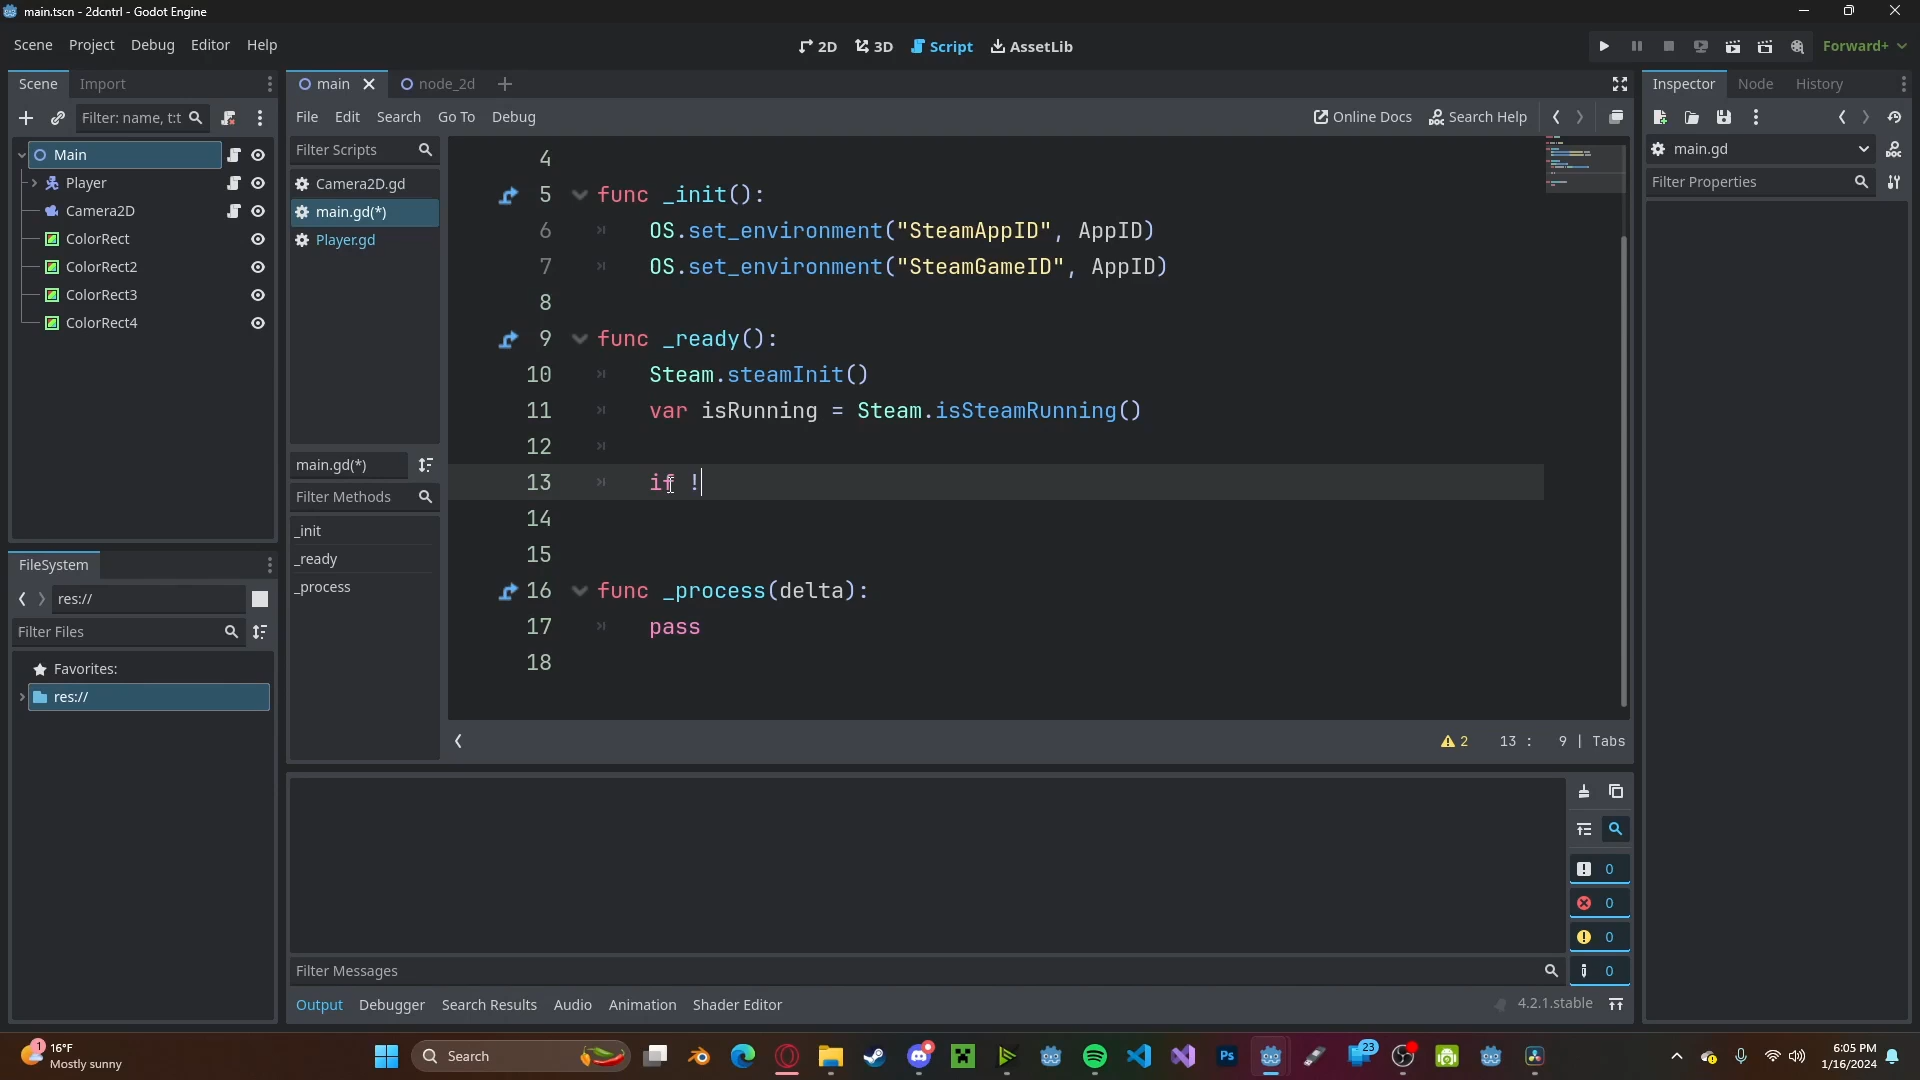 main.tscn - 2dcntrl - Godot Engine
Scene Project Debug Editor Help
2D 3D Script AssetLib
Forward+
Scene Import
main node_2d
Inspector Node History
Filter: name, t:t
File Edit Search Go To Debug
Online Docs Search Help
Filter Scripts
main.gd
Filter Properties
Main
Player
Camera2D
ColorRect
ColorRect2
ColorRect3
ColorRect4
Camera2D.gd
main.gd(*)
Player.gd
main.gd(*)
Filter Methods
_init
_ready
_process
4
5 func _init():
6 OS.set_environment("SteamAppID", AppID)
7 OS.set_environment("SteamGameID", AppID)
8
9 func _ready():
10 Steam.steamInit()
11 var isRunning = Steam.isSteamRunning()
12
13 if !
14
15
16 func _process(delta):
17 pass
18
2 13 : 9 | Tabs
FileSystem
res://
Filter Files
Favorites:
res://
0
0
0
0
Filter Messages
Output Debugger Search Results Audio Animation Shader Editor
4.2.1.stable
1
16°F
Mostly sunny
Search
Ps
23
6:05 PM
1/16/2024